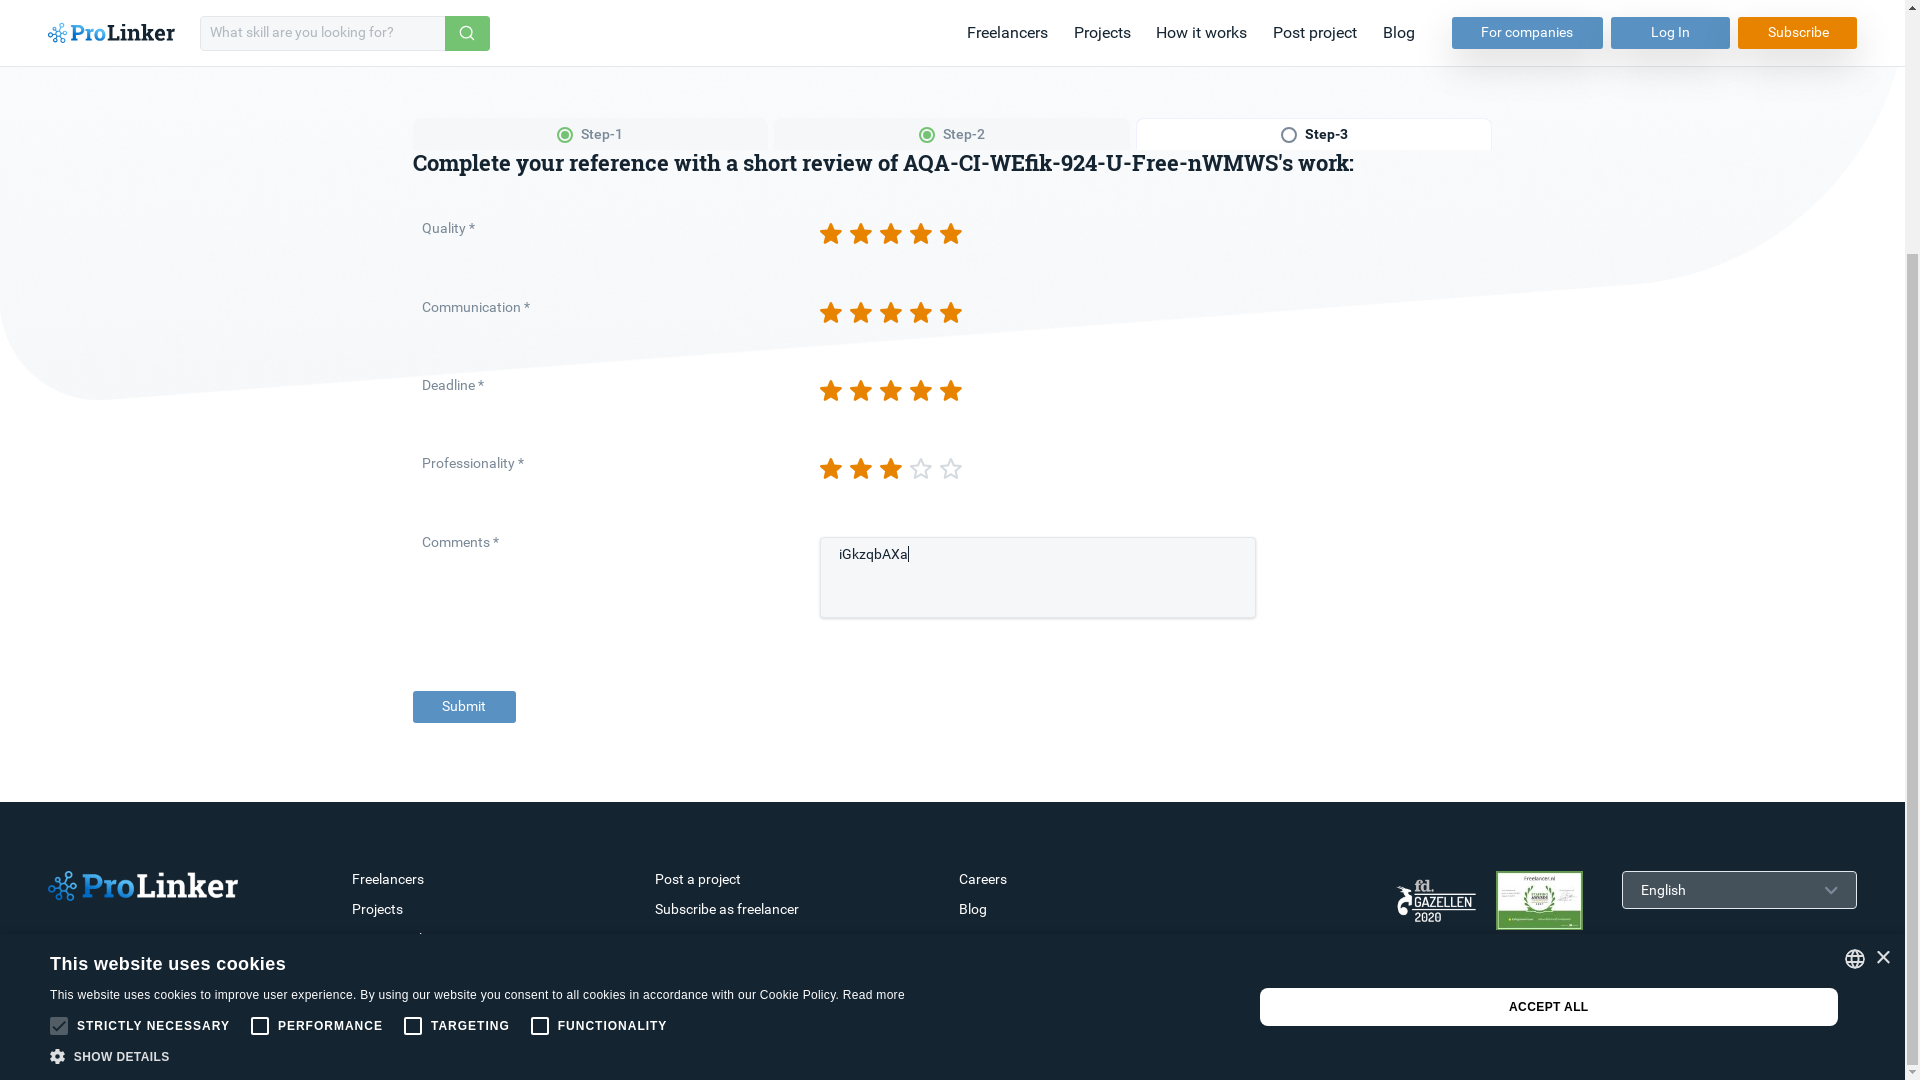 ProLinker
What skill are you looking for?
Freelancers
Projects
How it works
Post project
Blog
For companies
Log In
Subscribe
Step-1
Step-2
Step-3
Complete your reference with a short review of AQA-CI-WEfik-924-U-Free-nWMWS's work:
Quality *
Communication *
Deadline *
Professionality *
Comments *
iGkzqbAXa
Submit
ProLinker
Freelancers
Projects
Post a project
Subscribe as freelancer
Careers
Blog
fd.
GAZELLEN
2020
Freelancer.nl
English
This website uses cookies
This website uses cookies to improve user experience. By using our website you consent to all cookies in accordance with our Cookie Policy. Read more
STRICTLY NECESSARY
PERFORMANCE
TARGETING
FUNCTIONALITY
SHOW DETAILS
ACCEPT ALL